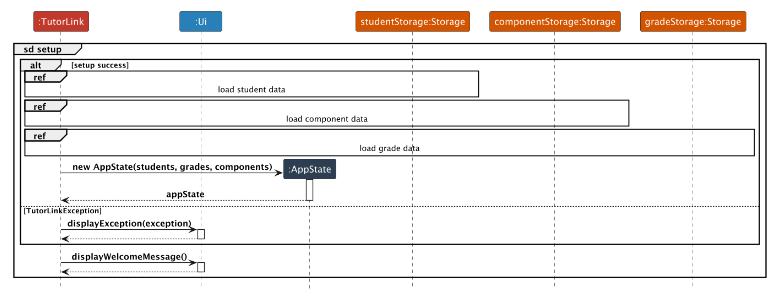 :TutorLink
:Ui
studentStorage:Storage
componentStorage:Storage
gradeStorage:Storage
sd setup
alt
[setup success]
ref
load student data
ref
load component data
ref
load grade data
new AppState(students, grades, components)
:AppState
appState
[TutorLinkException]
displayException(exception)
displayWelcomeMessage()